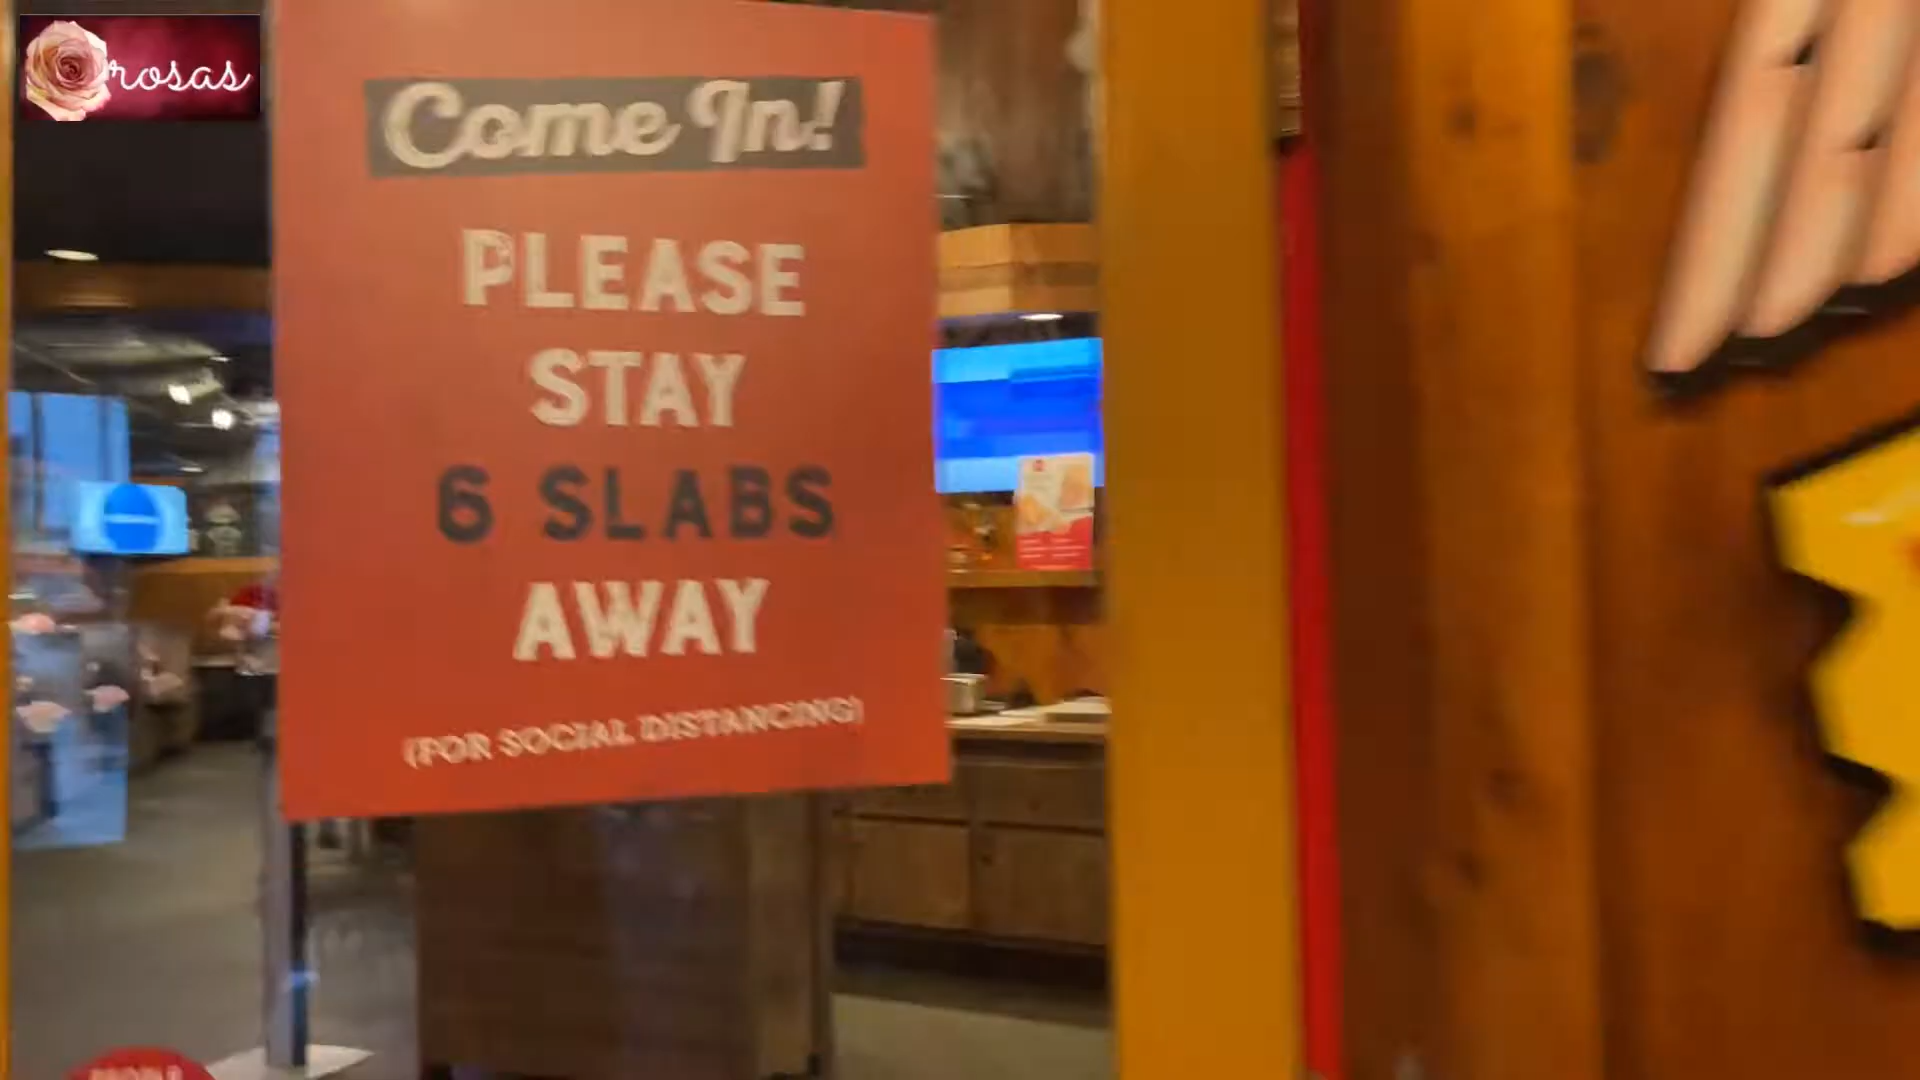 rosas
Come In!
PLEASE
STAY
6 SLABS
AWAY
(FOR SOCIAL DISTANCING)